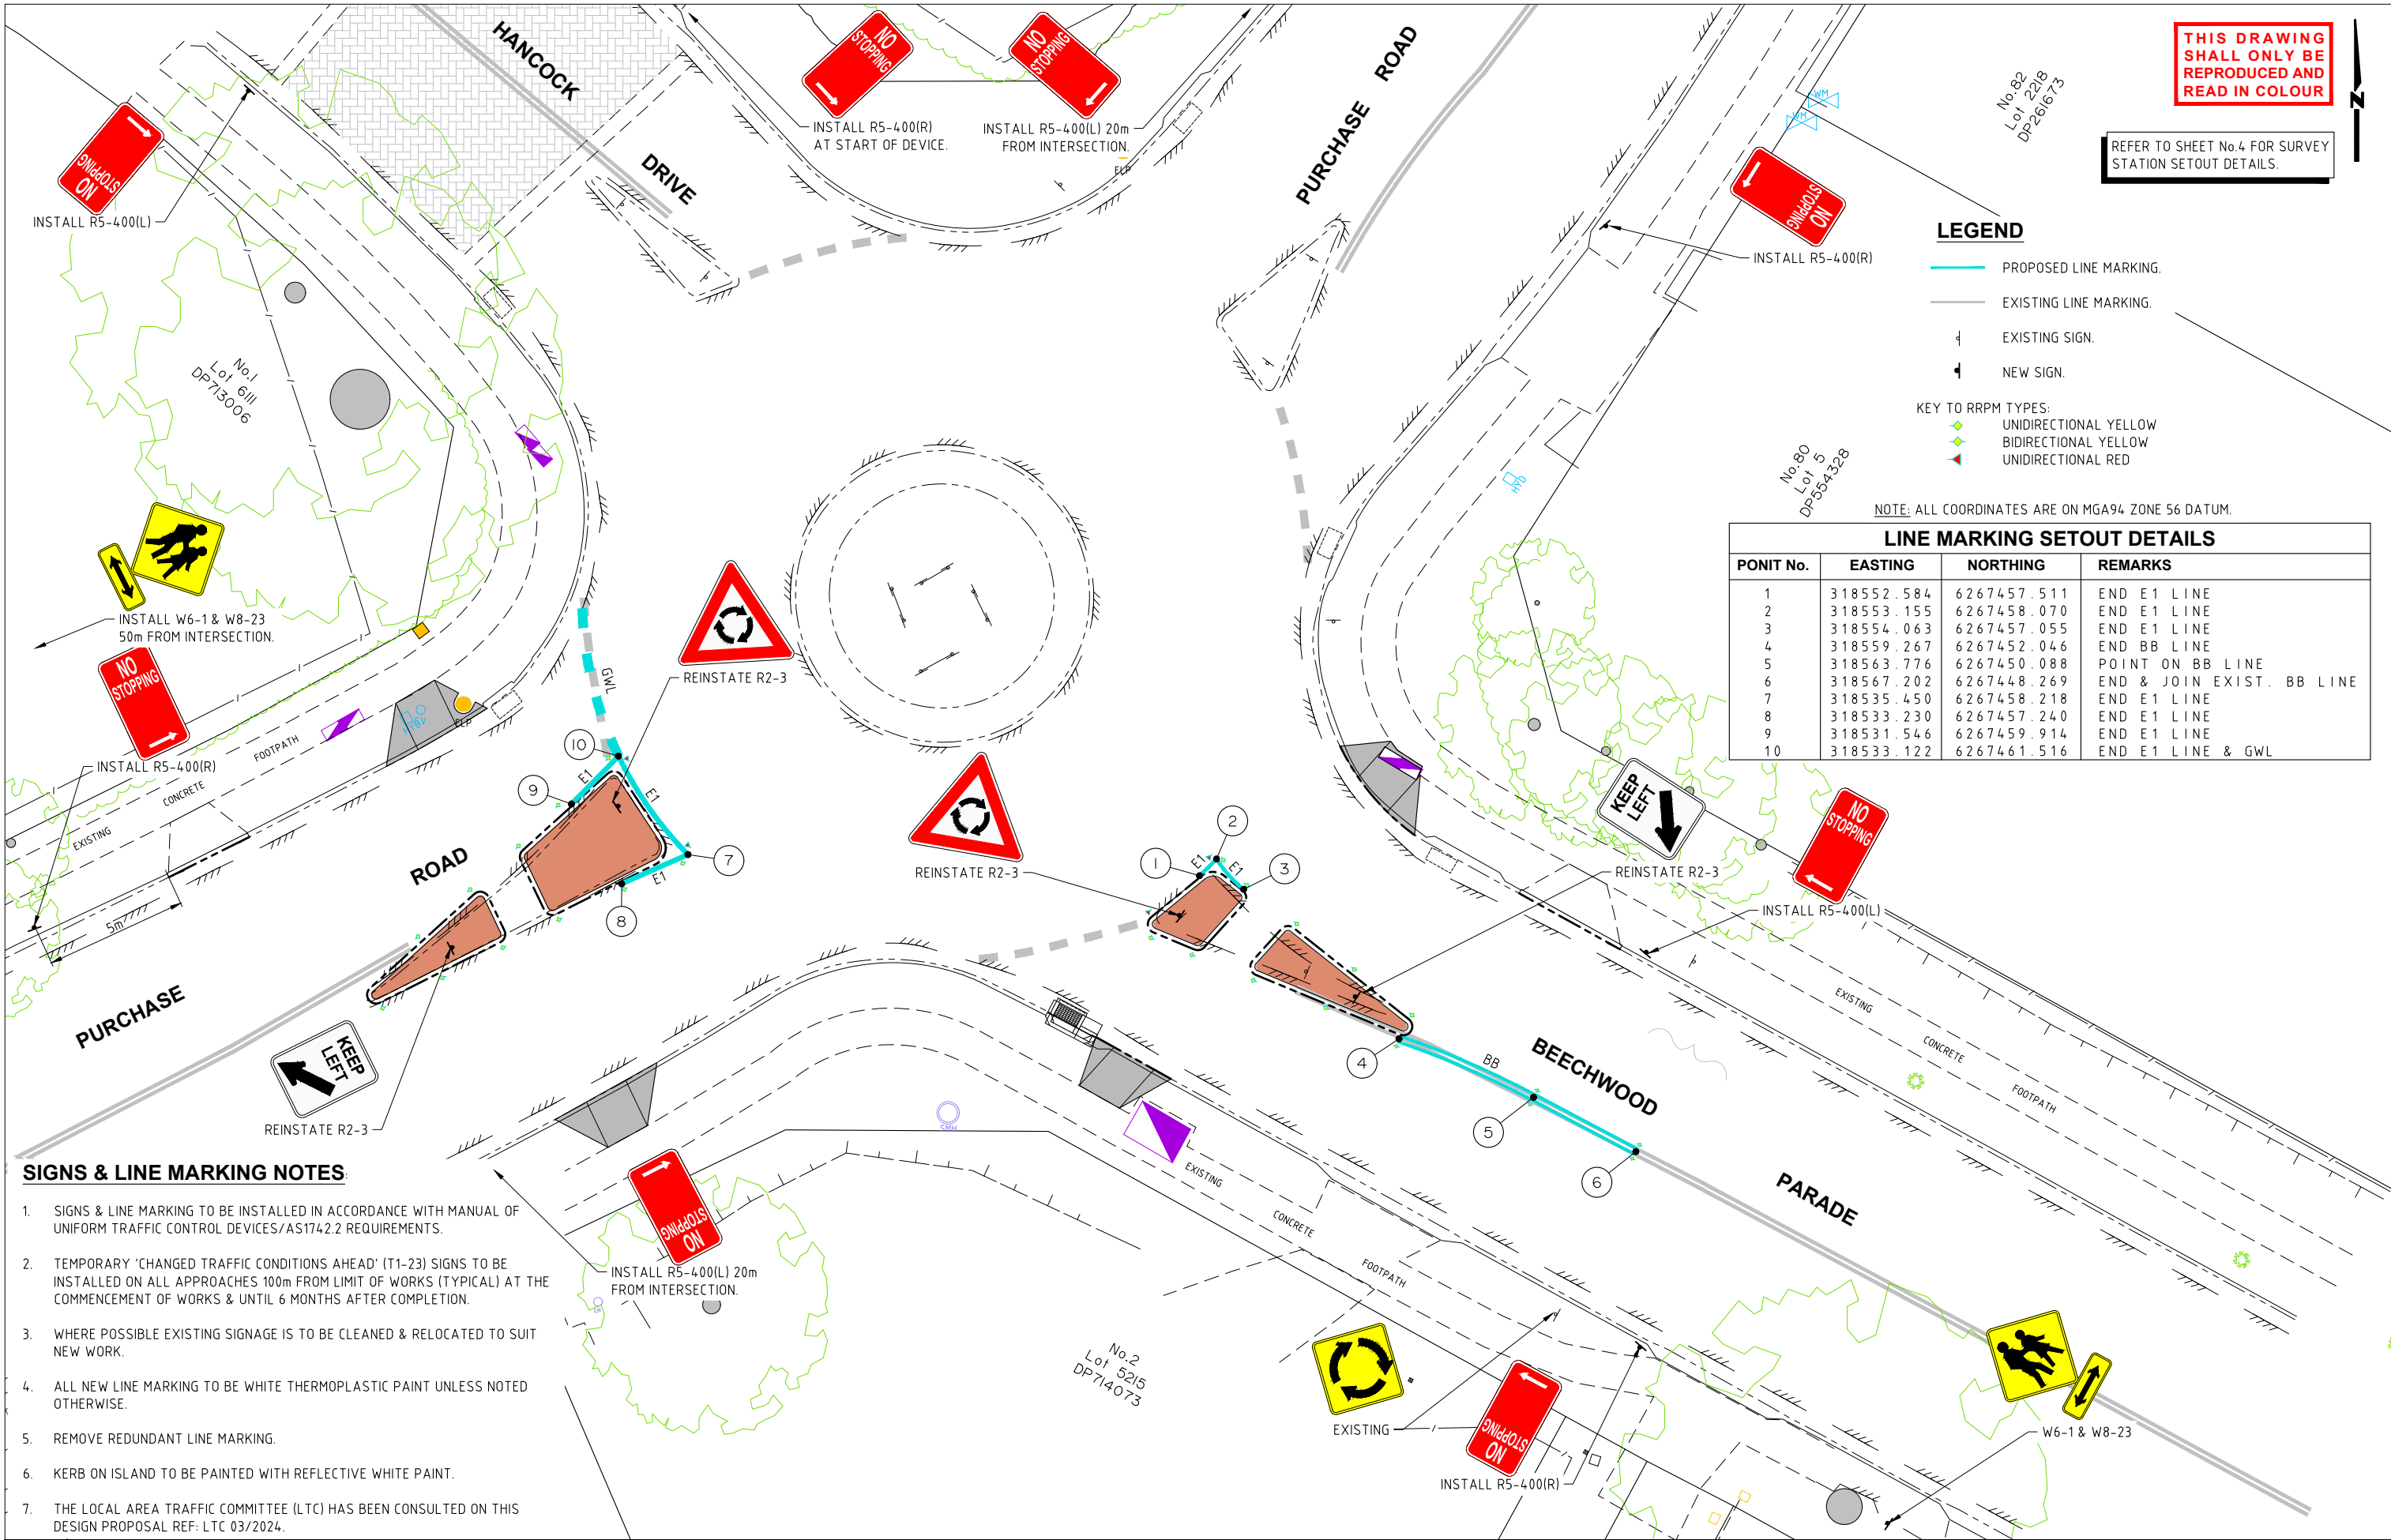 HANCOCK
DRIVE
PURCHASE ROAD
NO
STOPPING
NO
STOPPING
NO
STOPPING
INSTALL R5-400(L)
INSTALL R5-400(R)
AT START OF DEVICE.
INSTALL R5-400(L) 20m
FROM INTERSECTION.
ELP
WM
WM
No.82
Lot 2218
DP261673
THIS DRAWING
SHALL ONLY BE
REPRODUCED AND
READ IN COLOUR
N
REFER TO SHEET No.4 FOR SURVEY
STATION SETOUT DETAILS.
NO
STOPPING
INSTALL R5-400(R)
LEGEND
PROPOSED LINE MARKING.
EXISTING LINE MARKING.
EXISTING SIGN.
NEW SIGN.
KEY TO RRPM TYPES:
UNIDIRECTIONAL YELLOW
BIDIRECTIONAL YELLOW
UNIDIRECTIONAL RED
No.1
Lot 6111
DP713006
HYD
No.80
Lot 5
DP554328
NOTE: ALL COORDINATES ARE ON MGA94 ZONE 56 DATUM.
LINE MARKING SETOUT DETAILS
PONIT No. EASTING NORTHING REMARKS
1 318552.584 6267457.511 END E1 LINE
2 318553.155 6267458.070 END E1 LINE
3 318554.063 6267457.055 END E1 LINE
4 318559.267 6267452.046 END BB LINE
5 318563.776 6267450.088 POINT ON BB LINE
6 318567.202 6267448.269 END & JOIN EXIST. BB LINE
7 318535.450 6267458.218 END E1 LINE
8 318533.230 6267457.240 END E1 LINE
9 318531.546 6267459.914 END E1 LINE
10 318533.122 6267461.516 END E1 LINE & GWL
INSTALL W6-1 & W8-23
50m FROM INTERSECTION.
NO
STOPPING
INSTALL R5-400(R)
EXISTING
CONCRETE
FOOTPATH
ELP
GWL
REINSTATE R2-3
10
9
E1
E1
E1
7
8
5m
PURCHASE
ROAD
KEEP
LEFT
REINSTATE R2-3
REINSTATE R2-3
1
2
3
E1
E1
KEEP
LEFT
REINSTATE R2-3
NO
STOPPING
INSTALL R5-400(L)
EXISTING
CONCRETE
FOOTPATH
4
BB
5
6
BEECHWOOD
PARADE
SMH
EXISTING
CONCRETE
FOOTPATH
NO
STOPPING
INSTALL R5-400(L) 20m
FROM INTERSECTION.
No.2
Lot 5215
DP714073
EXISTING
NO
STOPPING
INSTALL R5-400(R)
W6-1 & W8-23
SIGNS & LINE MARKING NOTES:
1. SIGNS & LINE MARKING TO BE INSTALLED IN ACCORDANCE WITH MANUAL OF
UNIFORM TRAFFIC CONTROL DEVICES/AS1742.2 REQUIREMENTS.
2. TEMPORARY 'CHANGED TRAFFIC CONDITIONS AHEAD' (T1-23) SIGNS TO BE
INSTALLED ON ALL APPROACHES 100m FROM LIMIT OF WORKS (TYPICAL) AT THE
COMMENCEMENT OF WORKS & UNTIL 6 MONTHS AFTER COMPLETION.
3. WHERE POSSIBLE EXISTING SIGNAGE IS TO BE CLEANED & RELOCATED TO SUIT
NEW WORK.
4. ALL NEW LINE MARKING TO BE WHITE THERMOPLASTIC PAINT UNLESS NOTED
OTHERWISE.
5. REMOVE REDUNDANT LINE MARKING.
6. KERB ON ISLAND TO BE PAINTED WITH REFLECTIVE WHITE PAINT.
7. THE LOCAL AREA TRAFFIC COMMITTEE (LTC) HAS BEEN CONSULTED ON THIS
DESIGN PROPOSAL REF: LTC 03/2024.